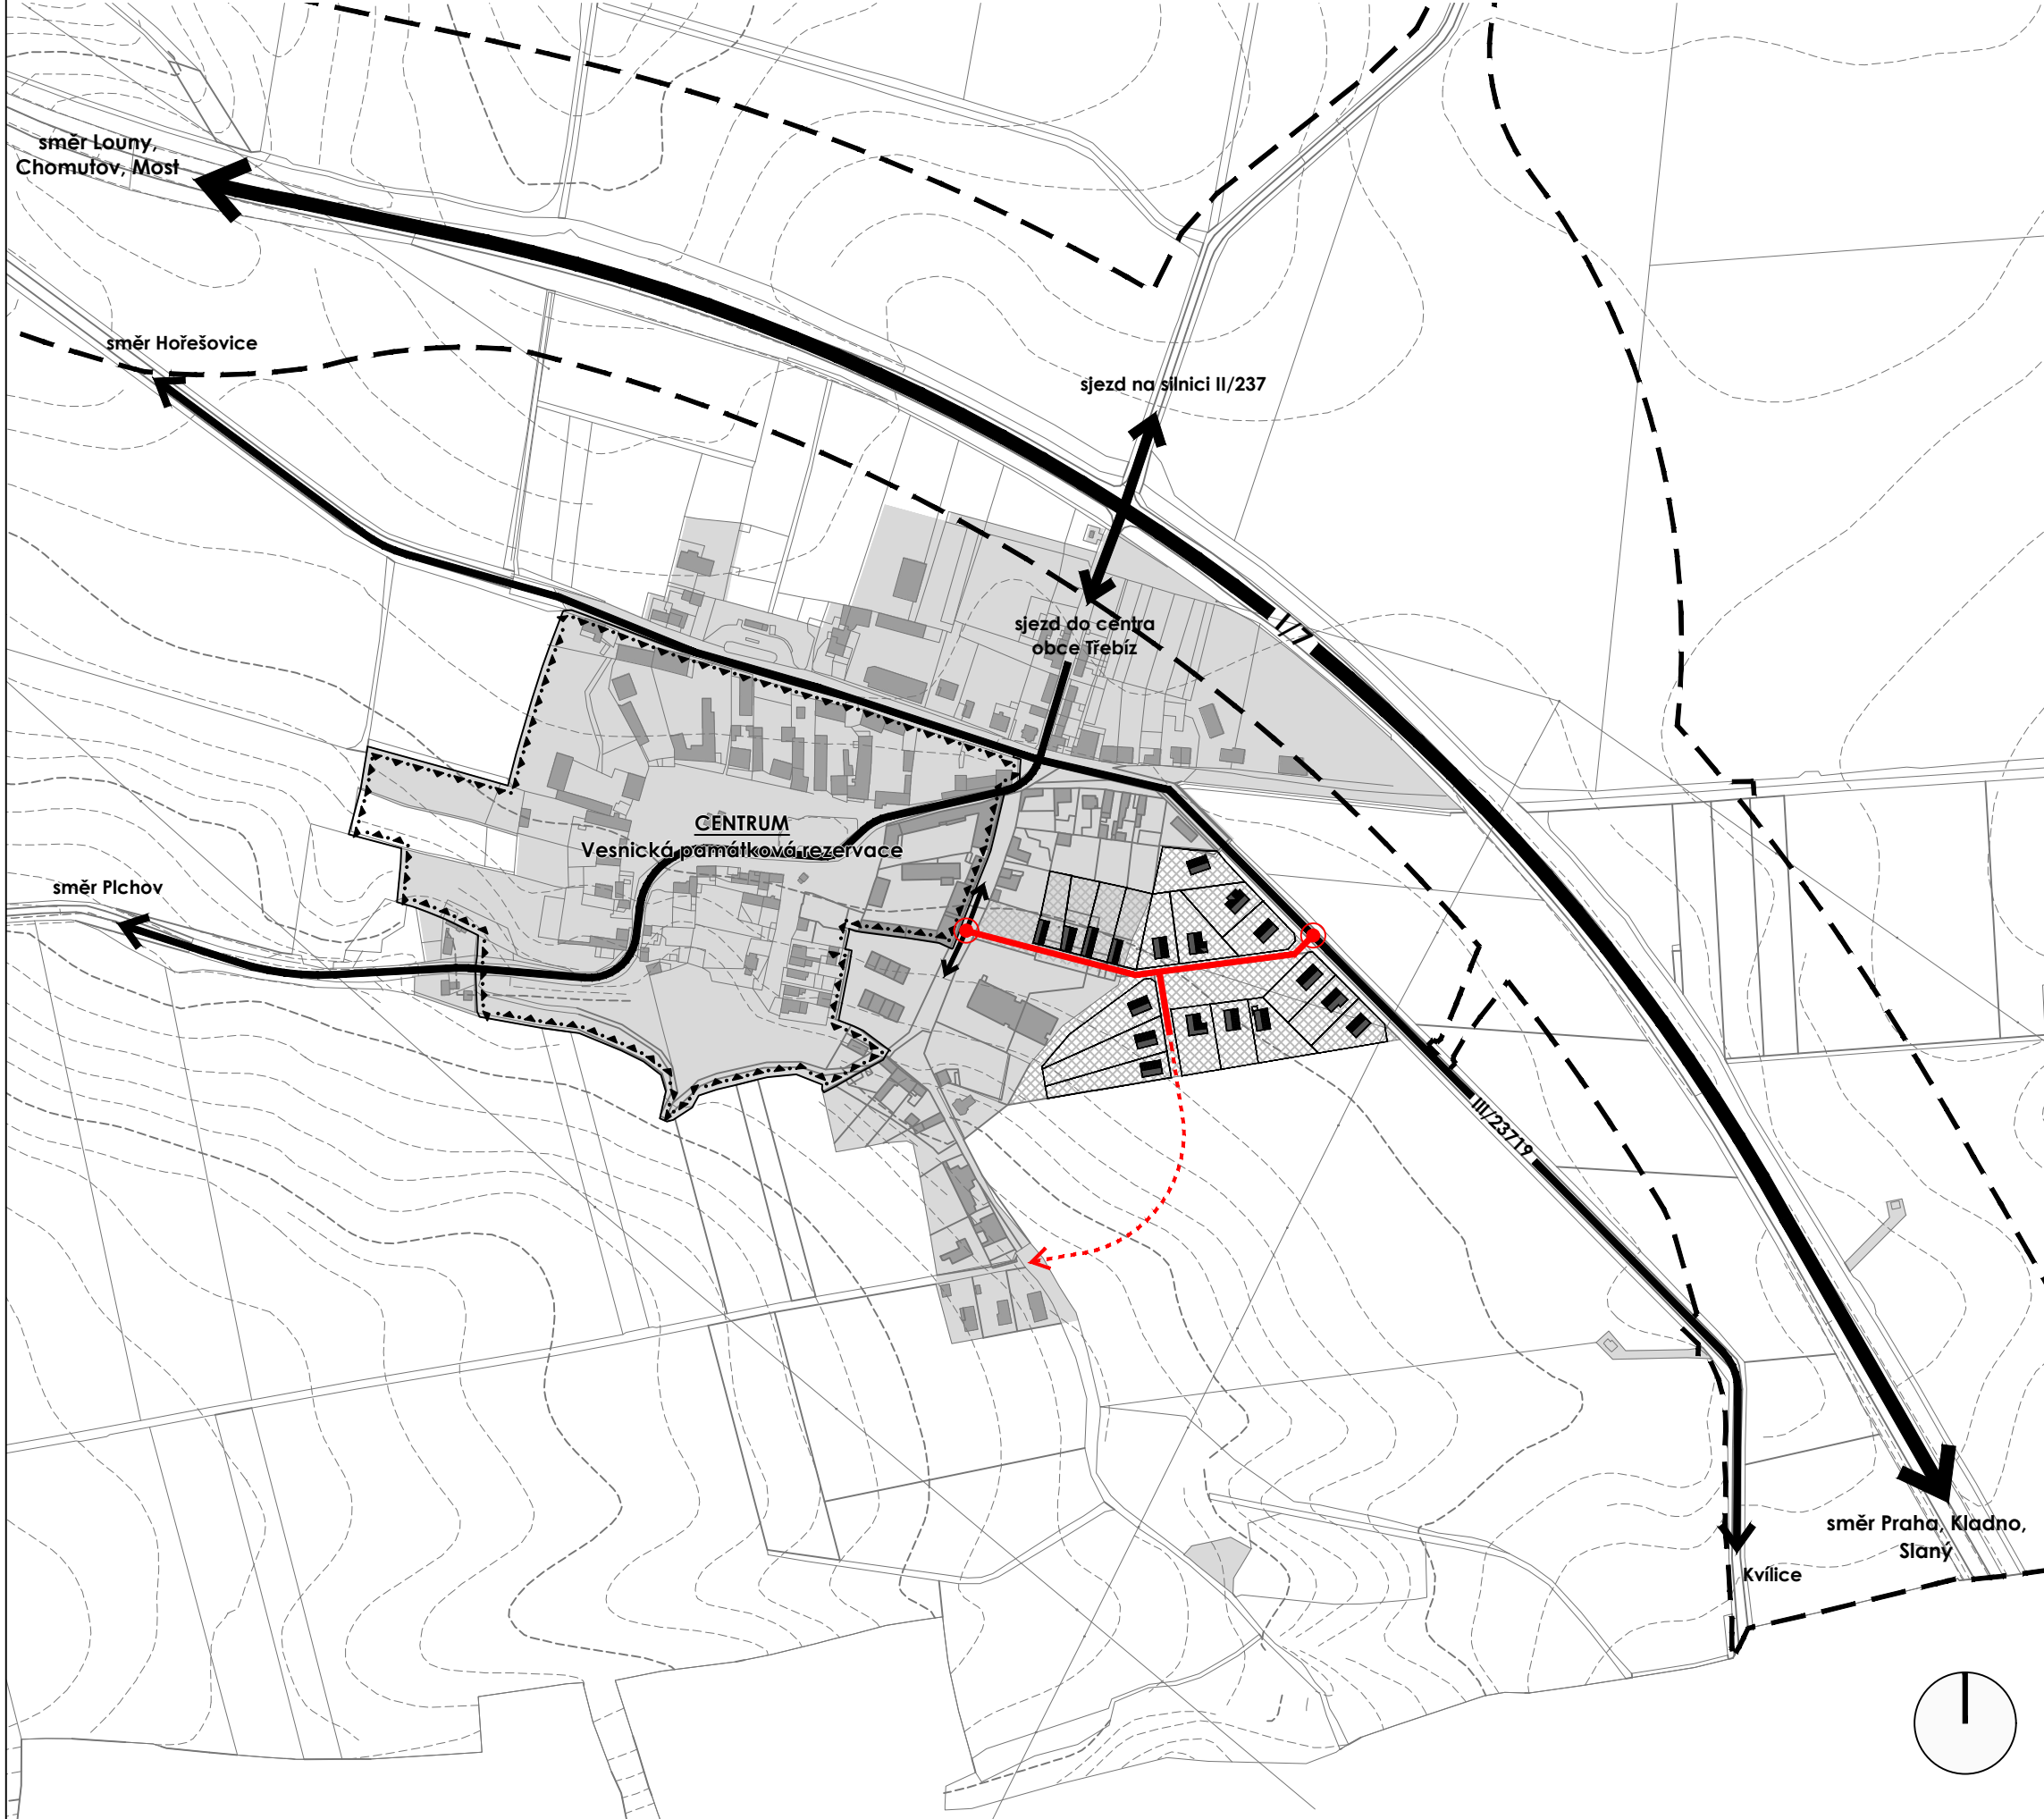 směr Louny,
Chomutov, Most
směr Hořešovice
sjezd na silnici II/237
sjezd do centra
obce Třebíz
I/7
CENTRUM
Vesnická památková rezervace
směr Plchov
III/23719
směr Praha, Kladno,
Slaný
Kvílice